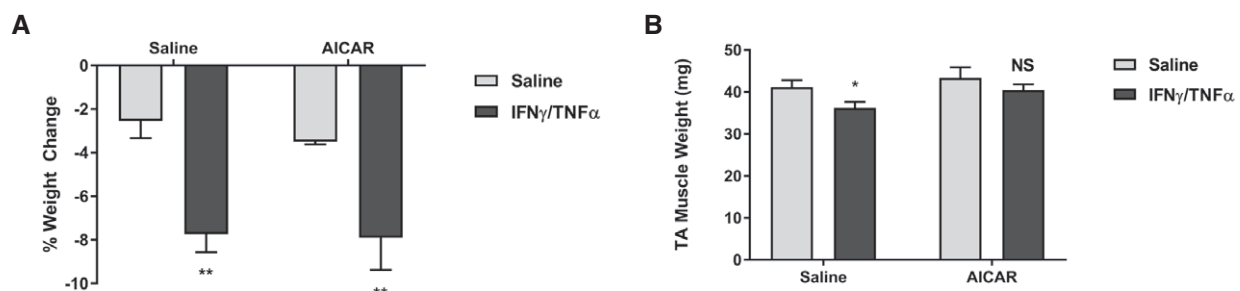 A
Saline AICAR
% Weight Change
0
-2
-4
-6
-8
-10
**
**
Saline
IFNγ/TNFα
B
TA Muscle Weight (mg)
50
40
30
20
10
0
*
NS
Saline AICAR
Saline
IFNγ/TNFα